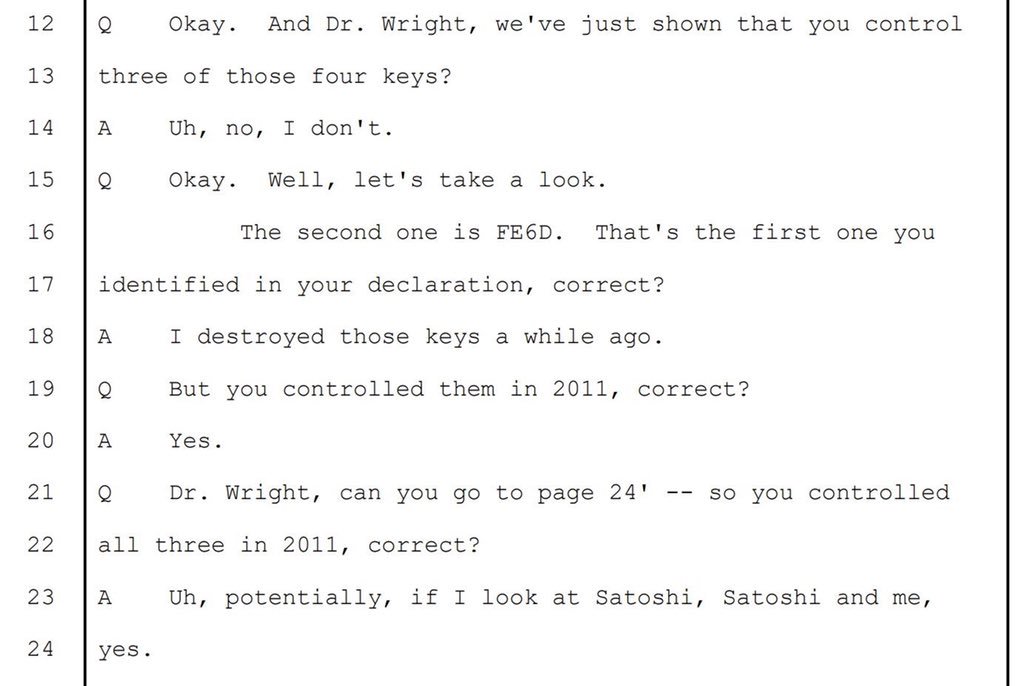 12 Q Okay. And Dr. Wright, we've just shown that you control
13 three of those four keys?
14 A Uh, no, I don't.
15 Q Okay. Well, let's take a look.
16 The second one is FE6D. That's the first one you
17 identified in your declaration, correct?
18 A I destroyed those keys a while ago.
19 Q But you controlled them in 2011, correct?
20 A Yes.
21 Q Dr. Wright, can you go to page 24' -- so you controlled
22 all three in 2011, correct?
23 A Uh, potentially, if I look at Satoshi, Satoshi and me,
24 yes.